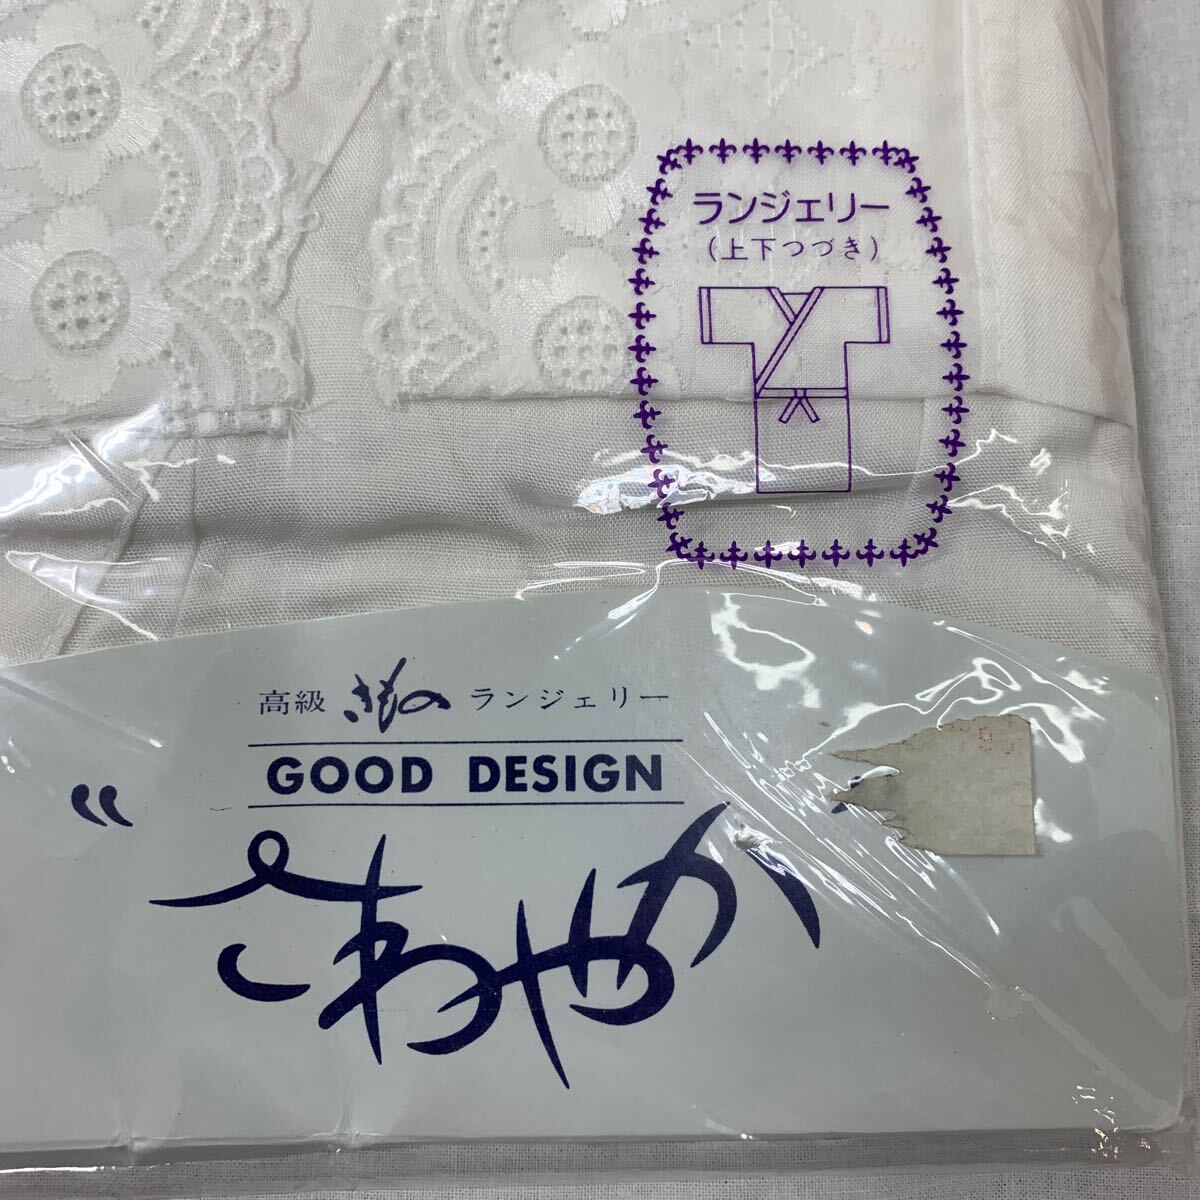 ランジェリー
(上下つづき)
高級 きもの ランジェリー
GOOD DESIGN
"さわやか"